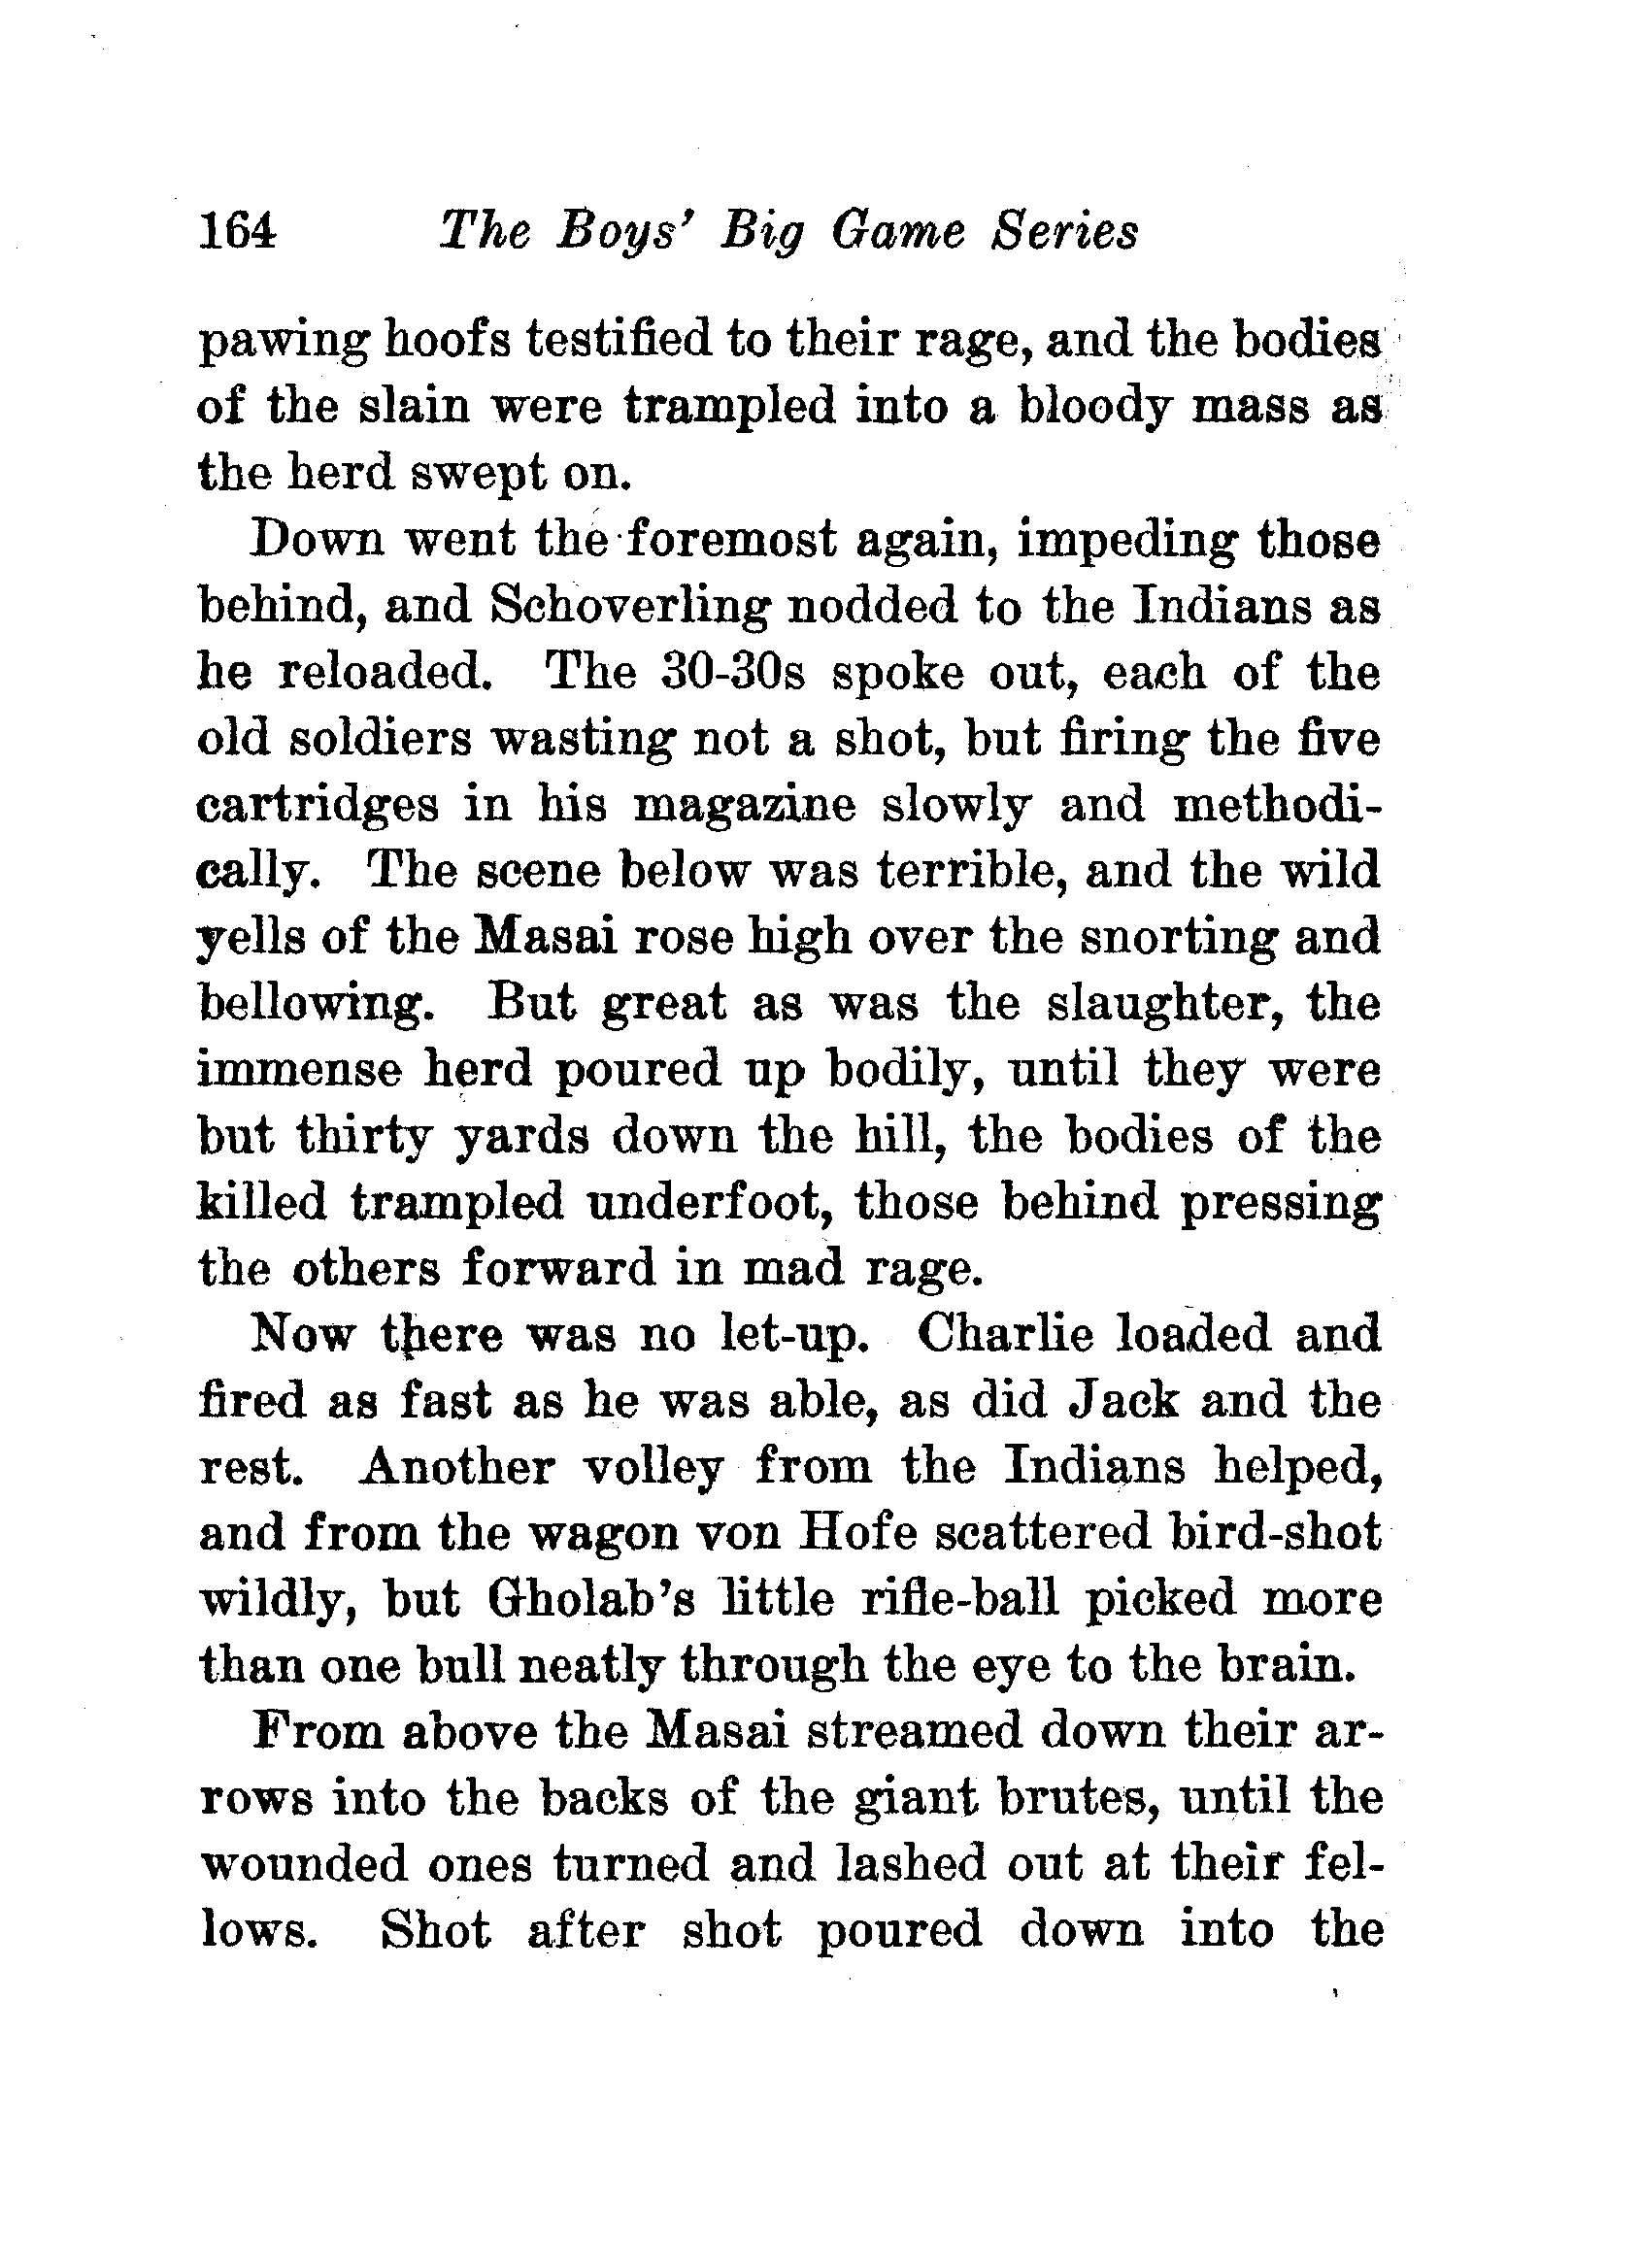 164 The Boys' Big Game Series
pawing hoofs testified to their rage, and the bodies
of the slain were trampled into a bloody mass as
the herd swept on.
Down went the foremost again, impeding those
behind, and Schoverling nodded to the Indians as
he reloaded. The 30-30s spoke out, each of the
old soldiers wasting not a shot, but firing the five
cartridges in his magazine slowly and methodi-
cally. The scene below was terrible, and the wild
yells of the Masai rose high over the snorting and
bellowing. But great as was the slaughter, the
immense herd poured up bodily, until they were
but thirty yards down the hill, the bodies of the
killed trampled underfoot, those behind pressing
the others forward in mad rage.
Now there was no let-up. Charlie loaded and
fired as fast as he was able, as did Jack and the
rest. Another volley from the Indians helped,
and from the wagon von Hofe scattered bird-shot
wildly, but Gholab's little rifle-ball picked more
than one bull neatly through the eye to the brain.
From above the Masai streamed down their ar-
rows into the backs of the giant brutes, until the
wounded ones turned and lashed out at their fel-
lows. Shot after shot poured down into the